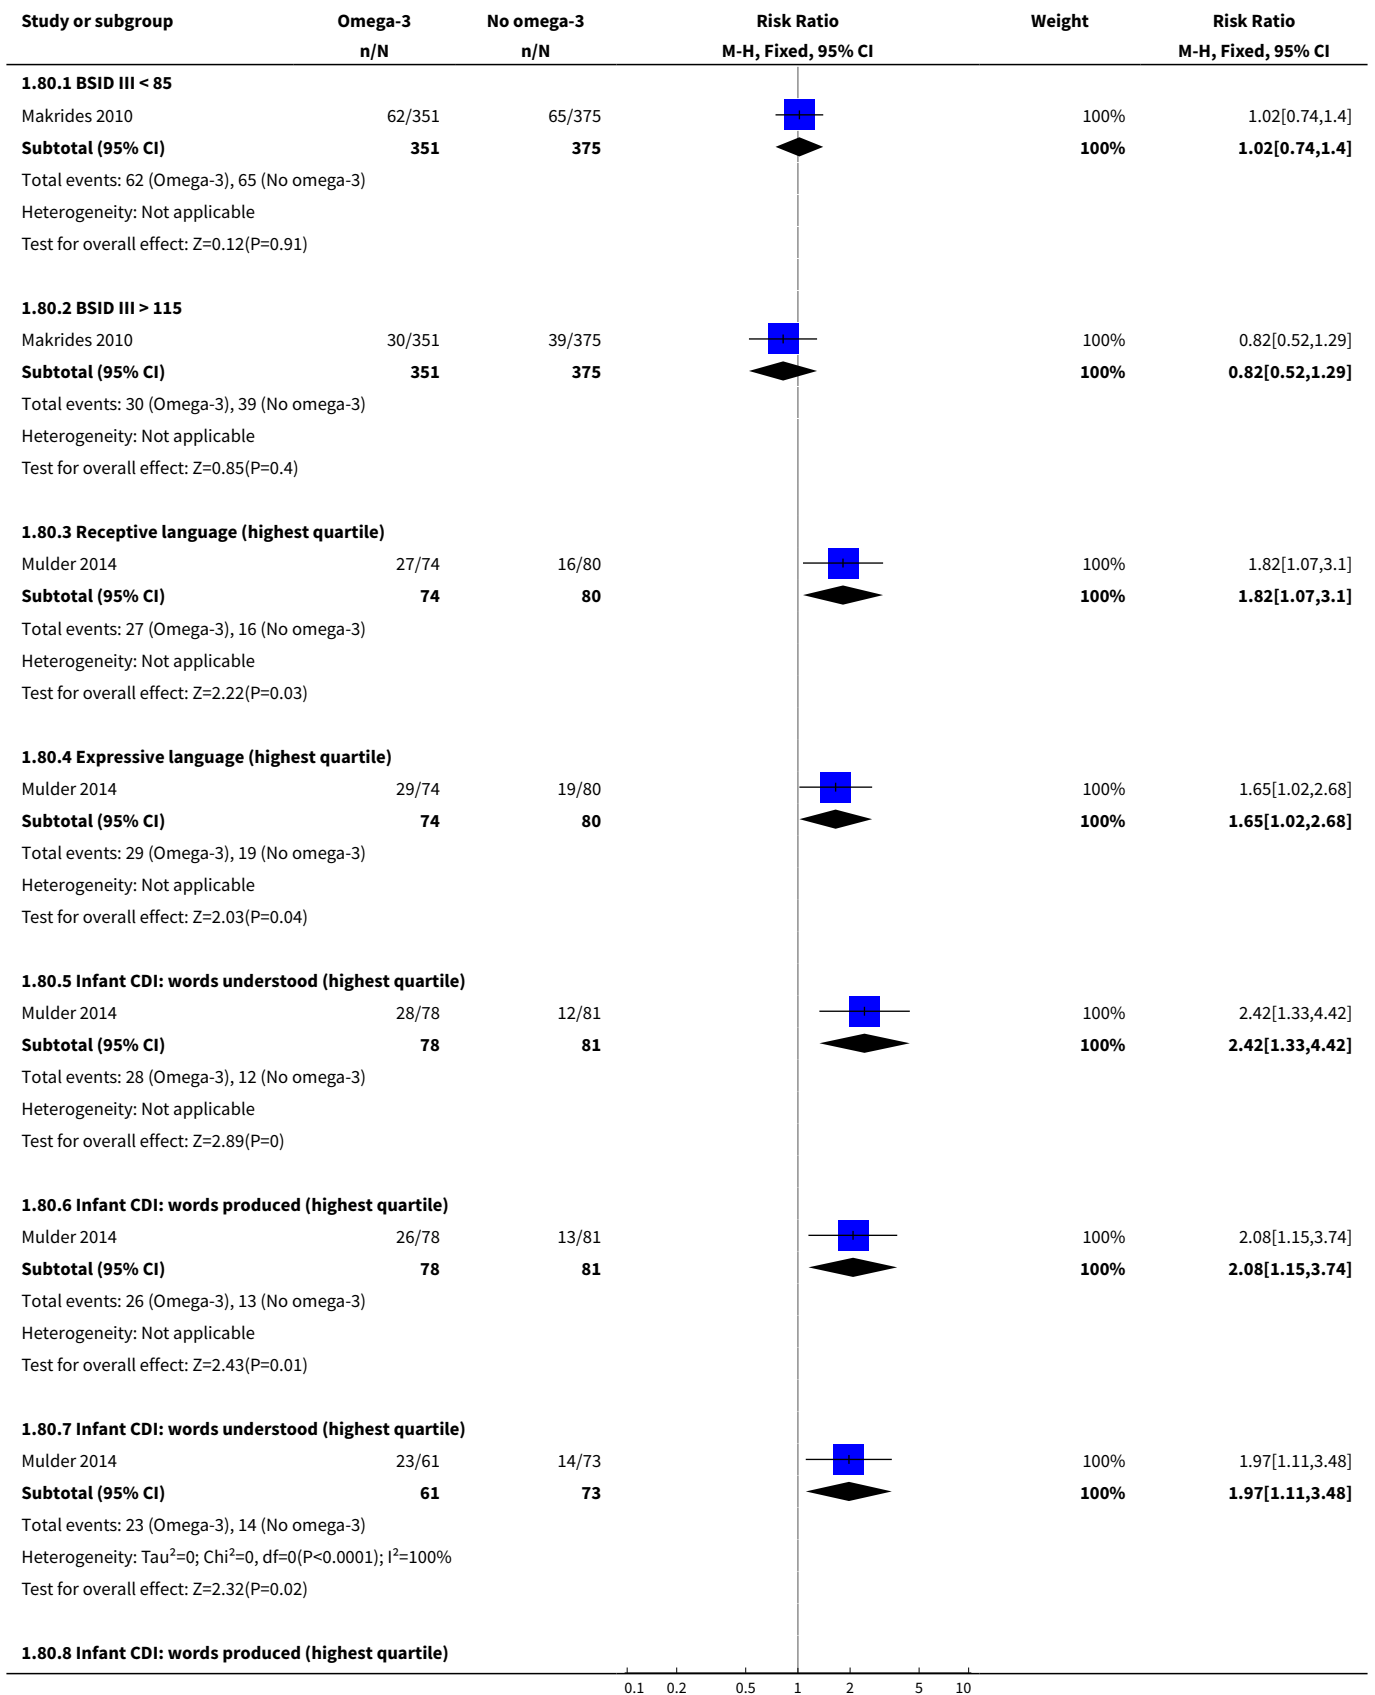 Study or subgroup Omega-3 No omega-3 Risk Ratio Weight Risk Ratio
n/N n/N M-H, Fixed, 95% CI M-H, Fixed, 95% CI
1.80.1 BSID III < 85
Makrides 2010 62/351 65/375 100% 1.02[0.74,1.4]
Subtotal (95% CI) 351 375 100% 1.02[0.74,1.4]
Total events: 62 (Omega-3), 65 (No omega-3)
Heterogeneity: Not applicable
Test for overall effect: Z=0.12(P=0.91)
1.80.2 BSID III > 115
Makrides 2010 30/351 39/375 100% 0.82[0.52,1.29]
Subtotal (95% CI) 351 375 100% 0.82[0.52,1.29]
Total events: 30 (Omega-3), 39 (No omega-3)
Heterogeneity: Not applicable
Test for overall effect: Z=0.85(P=0.4)
1.80.3 Receptive language (highest quartile)
Mulder 2014 27/74 16/80 100% 1.82[1.07,3.1]
Subtotal (95% CI) 74 80 100% 1.82[1.07,3.1]
Total events: 27 (Omega-3), 16 (No omega-3)
Heterogeneity: Not applicable
Test for overall effect: Z=2.22(P=0.03)
1.80.4 Expressive language (highest quartile)
Mulder 2014 29/74 19/80 100% 1.65[1.02,2.68]
Subtotal (95% CI) 74 80 100% 1.65[1.02,2.68]
Total events: 29 (Omega-3), 19 (No omega-3)
Heterogeneity: Not applicable
Test for overall effect: Z=2.03(P=0.04)
1.80.5 Infant CDI: words understood (highest quartile)
Mulder 2014 28/78 12/81 100% 2.42[1.33,4.42]
Subtotal (95% CI) 78 81 100% 2.42[1.33,4.42]
Total events: 28 (Omega-3), 12 (No omega-3)
Heterogeneity: Not applicable
Test for overall effect: Z=2.89(P=0)
1.80.6 Infant CDI: words produced (highest quartile)
Mulder 2014 26/78 13/81 100% 2.08[1.15,3.74]
Subtotal (95% CI) 78 81 100% 2.08[1.15,3.74]
Total events: 26 (Omega-3), 13 (No omega-3)
Heterogeneity: Not applicable
Test for overall effect: Z=2.43(P=0.01)
1.80.7 Infant CDI: words understood (highest quartile)
Mulder 2014 23/61 14/73 100% 1.97[1.11,3.48]
Subtotal (95% CI) 61 73 100% 1.97[1.11,3.48]
Total events: 23 (Omega-3), 14 (No omega-3)
Heterogeneity: Tau²=0; Chi²=0, df=0(P<0.0001); I²=100%
Test for overall effect: Z=2.32(P=0.02)
1.80.8 Infant CDI: words produced (highest quartile)
0.1 0.2 0.5 1 2 5 10